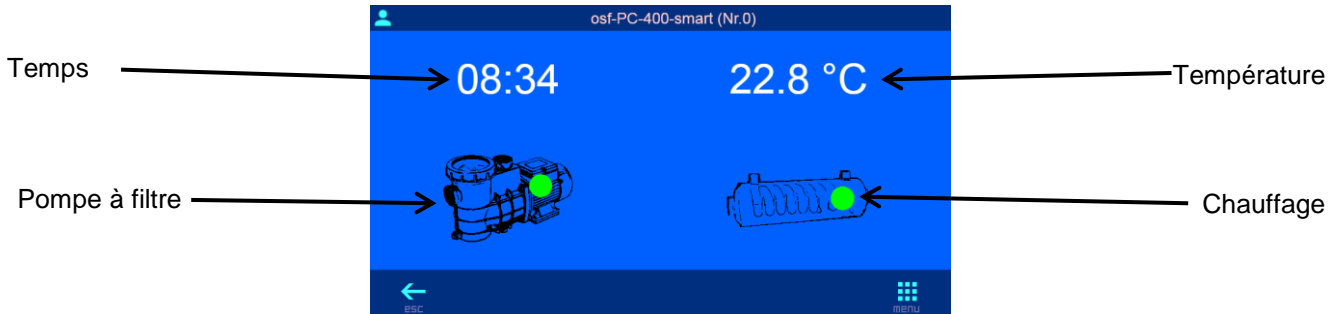 osf-PC-400-smart (Nr.0)
Temps
08:34
22.8 °C
Température
Pompe à filtre
Chauffage
esc
menu